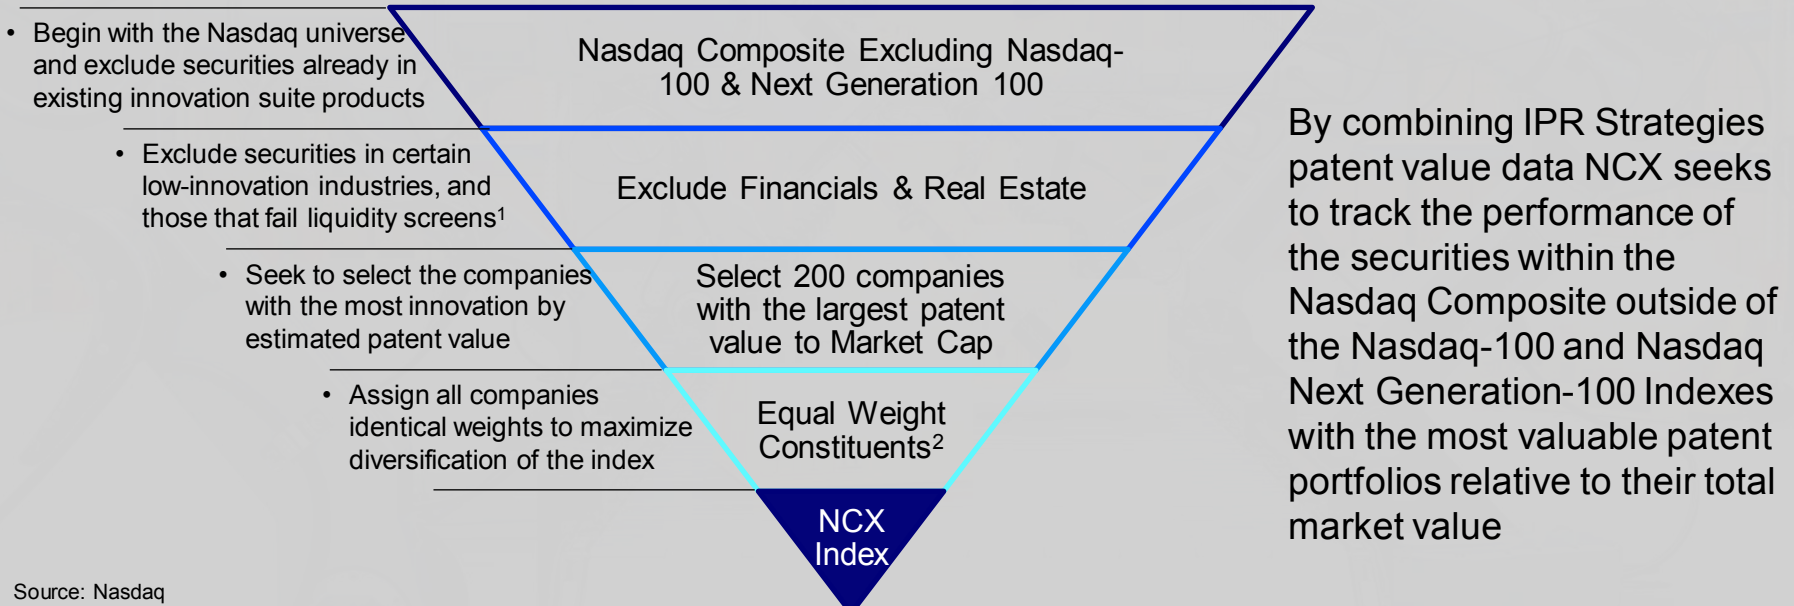 • Begin with the Nasdaq universe
and exclude securities already in
existing innovation suite products
Nasdaq Composite Excluding Nasdaq-
100 & Next Generation 100
• Exclude securities in certain
low-innovation industries, and
those that fail liquidity screens¹
Exclude Financials & Real Estate
• Seek to select the companies
with the most innovation by
estimated patent value
Select 200 companies
with the largest patent
value to Market Cap
• Assign all companies
identical weights to maximize
diversification of the index
Equal Weight
Constituents²
NCX
Index
By combining IPR Strategies
patent value data NCX seeks
to track the performance of
the securities within the
Nasdaq Composite outside of
the Nasdaq-100 and Nasdaq
Next Generation-100 Indexes
with the most valuable patent
portfolios relative to their total
market value
Source: Nasdaq